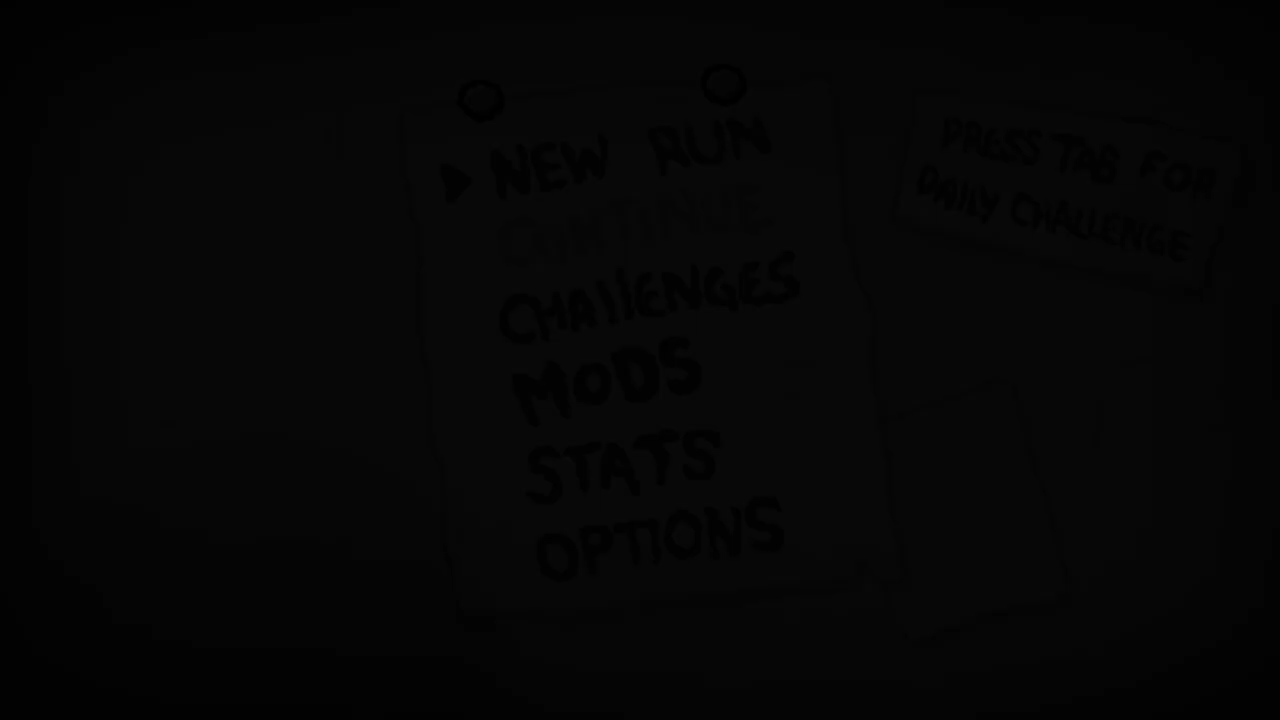 NEW RUN
CONTINUE
CHALLENGES
MODS
STATS
OPTIONS
PRESS TAB FOR
DAILY CHALLENGE